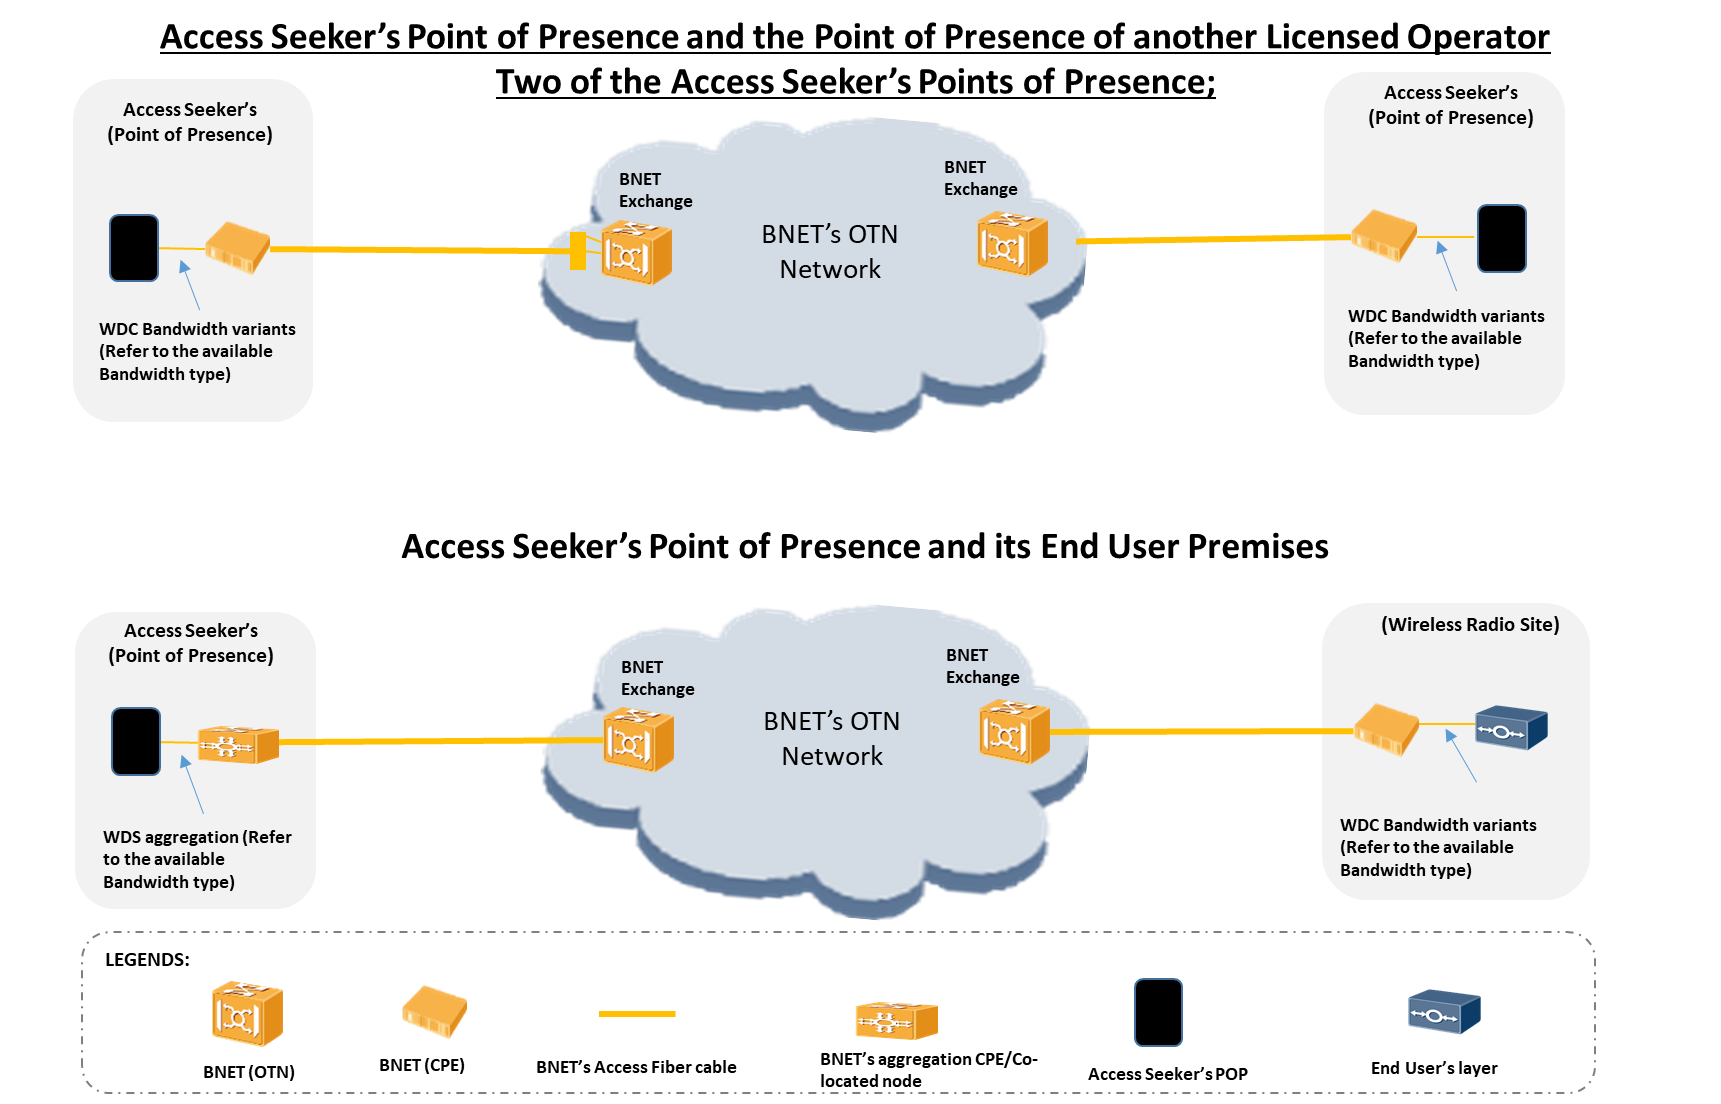 Access Seeker's Point of Presence and the Point of Presence of another Licensed Operator
Two of the Access Seeker's Points of Presence;
Access Seeker's
(Point of Presence)
WDC Bandwidth variants
(Refer to the available
Bandwidth type)
BNET
Exchange
BNET's OTN
Network
BNET
Exchange
Access Seeker's
(Point of Presence)
WDC Bandwidth variants
(Refer to the available
Bandwidth type)
Access Seeker's Point of Presence and its End User Premises
Access Seeker's
(Point of Presence)
WDS aggregation (Refer
to the available
Bandwidth type)
BNET
Exchange
BNET's OTN
Network
BNET
Exchange
(Wireless Radio Site)
WDC Bandwidth variants
(Refer to the available
Bandwidth type)
LEGENDS:
BNET (OTN)
BNET (CPE)
BNET's Access Fiber cable
BNET's aggregation CPE/Co-
located node
Access Seeker's POP
End User's layer